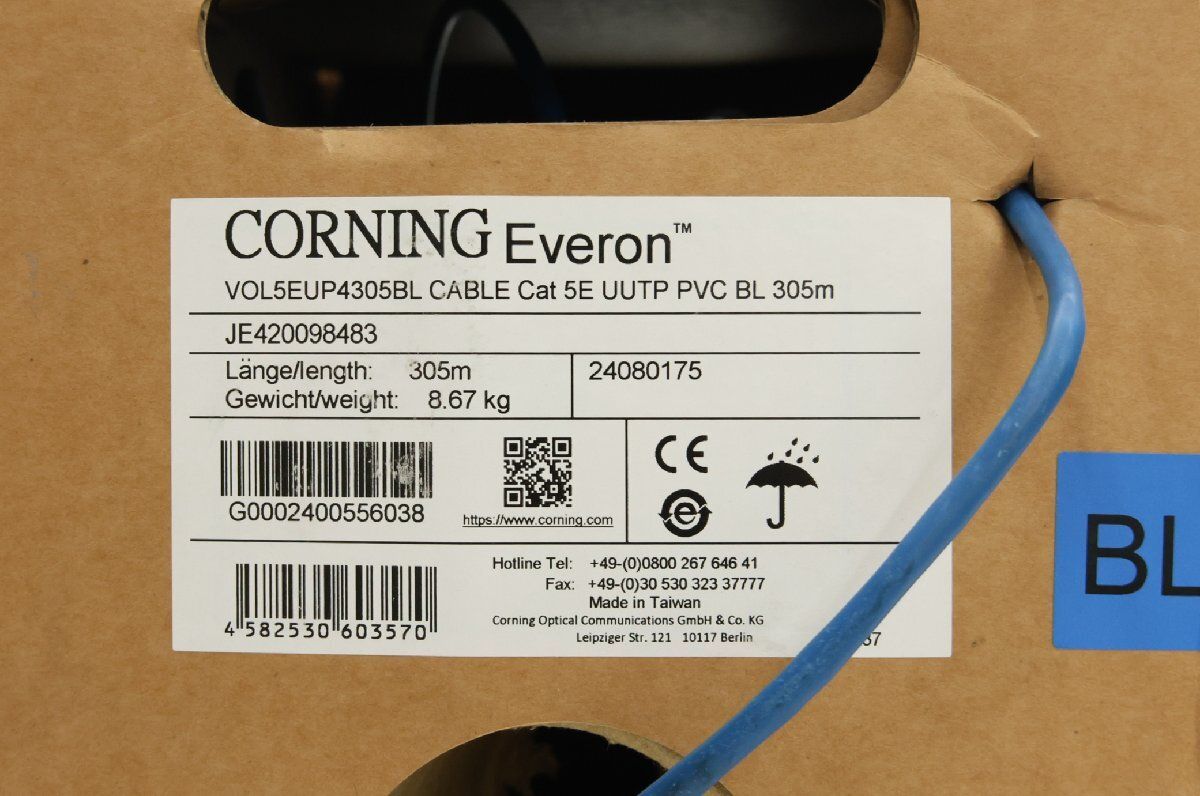 CORNING Everon™
VOL5EUP4305BL CABLE Cat 5E UUTP PVC BL 305m
JE420098483
Länge/length: 305m
Gewicht/weight: 8.67 kg
24080175
G0002400556038
https://www.corning.com
CE
e
Hotline Tel: +49-(0)0800 267 646 41
Fax: +49-(0)30 530 323 37777
Made in Taiwan
Corning Optical Communications GmbH & Co. KG
Leipziger Str. 121 10117 Berlin
4 582530 603570
BL